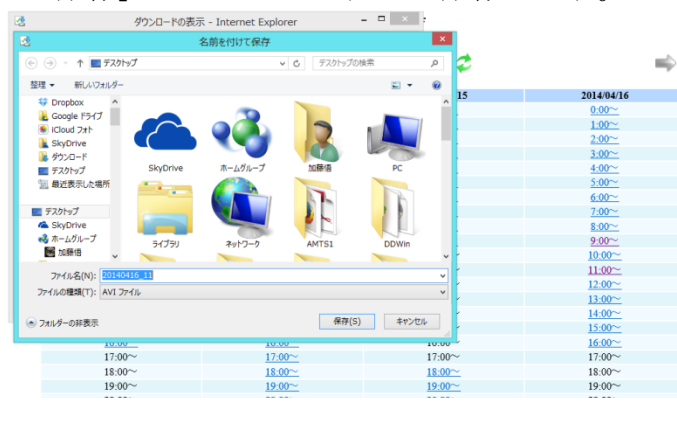 ダウンロードの表示 - Internet Explorer
名前を付けて保存
デスクトップ
デスクトップの検索
整理 新しいフォルダー
Dropbox
Google ドライブ
iCloud フォト
SkyDrive
ダウンロード
デスクトップ
最近表示した場所
デスクトップ
SkyDrive
ホームグループ
加藤悟
SkyDrive ホームグループ 加藤悟 PC
ライブラリ ネットワーク AMTS1 DDWin
ファイル名(N): 20140416_11
ファイルの種類(T): AVI ファイル
フォルダーの非表示 保存(S) キャンセル
15 2014/04/16
0:00～
1:00～
2:00～
3:00～
4:00～
5:00～
6:00～
7:00～
8:00～
9:00～
10:00～
11:00～
12:00～
13:00～
14:00～
15:00～
16:00～ 16:00～ 16:00～ 16:00～
17:00～ 17:00～ 17:00～ 17:00～
18:00～ 18:00～ 18:00～ 18:00～
19:00～ 19:00～ 19:00～ 19:00～